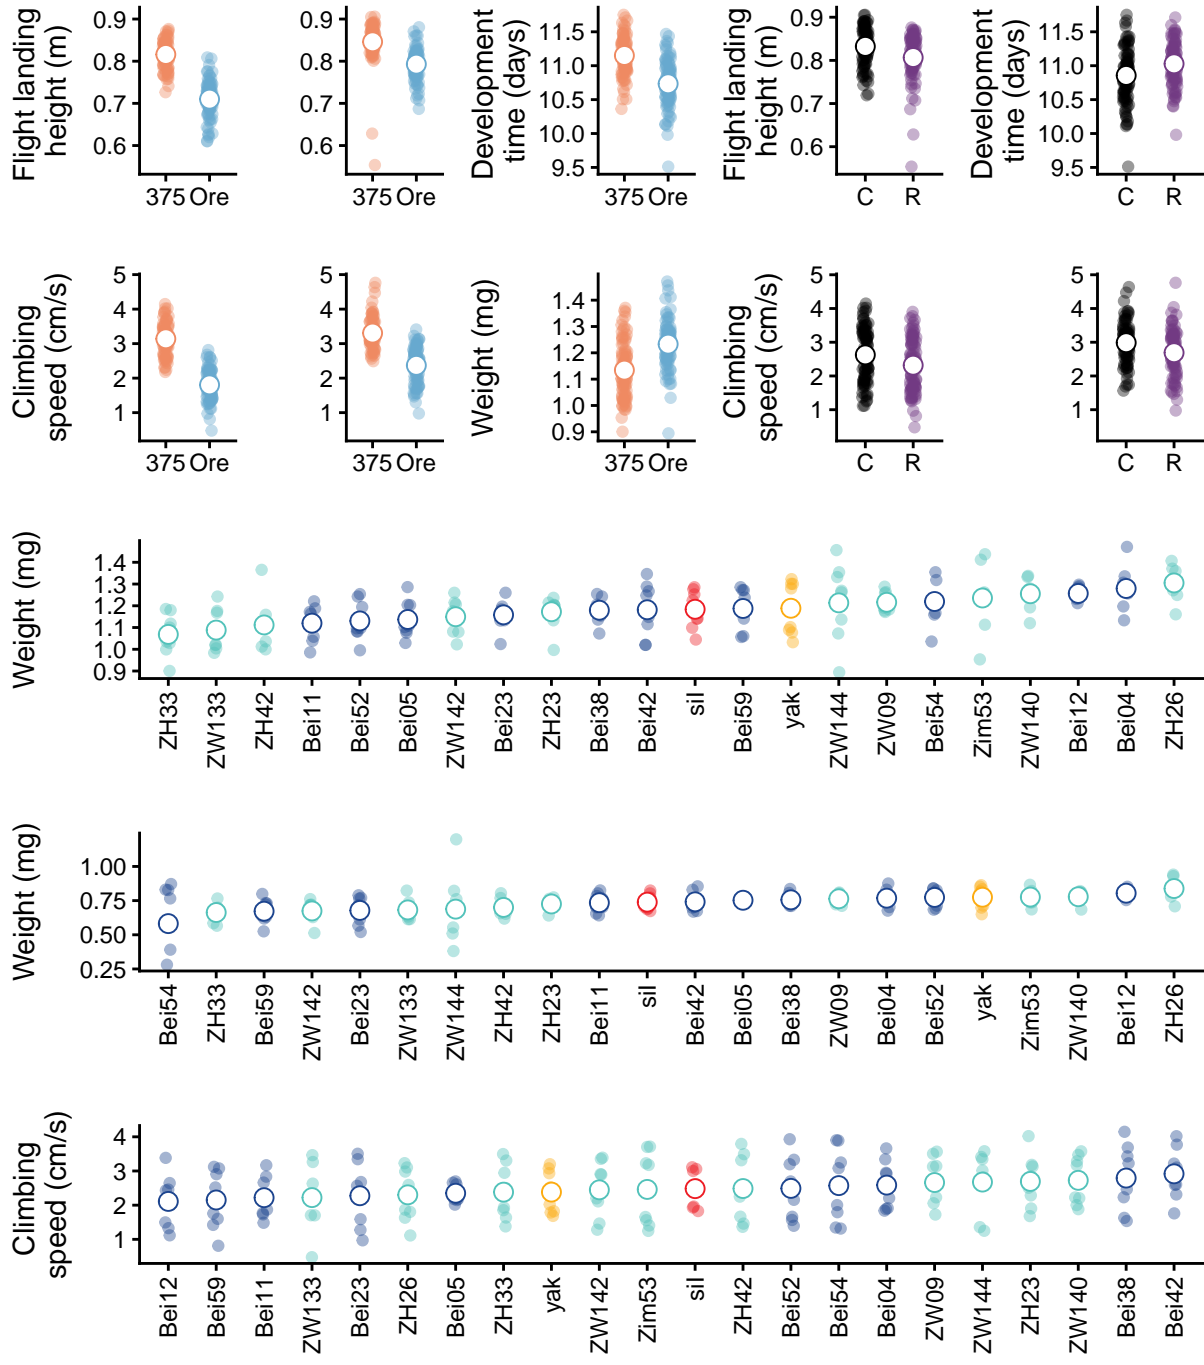 Flight landing
height (m)
0.9
0.8
0.7
0.6
375 Ore
0.9
0.8
0.7
0.6
375 Ore
Development
time (days)
11.5
11.0
10.5
10.0
9.5
375 Ore
Flight landing
height (m)
0.9
0.8
0.7
0.6
C R
Development
time (days)
11.5
11.0
10.5
10.0
9.5
C R
Climbing
speed (cm/s)
5
4
3
2
1
375 Ore
5
4
3
2
1
375 Ore
Weight (mg)
1.4
1.3
1.2
1.1
1.0
0.9
375 Ore
Climbing
speed (cm/s)
5
4
3
2
1
C R
5
4
3
2
1
C R
Weight (mg)
1.4
1.3
1.2
1.1
1.0
0.9
ZH33 ZW133 ZH42 Bei11 Bei52 Bei05 ZW142 Bei23 ZH23 Bei38 Bei42 sil Bei59 yak ZW144 ZW09 Bei54 Zim53 ZW140 Bei12 Bei04 ZH26
Weight (mg)
1.00
0.75
0.50
0.25
Bei54 ZH33 Bei59 ZW142 Bei23 ZW133 ZW144 ZH42 ZH23 Bei11 sil Bei42 Bei05 Bei38 ZW09 Bei04 Bei52 yak Zim53 ZW140 Bei12 ZH26
Climbing
speed (cm/s)
4
3
2
1
Bei12 Bei59 Bei11 ZW133 Bei23 ZH26 Bei05 ZH33 yak ZW142 Zim53 sil ZH42 Bei52 Bei54 Bei04 ZW09 ZW144 ZH23 ZW140 Bei38 Bei42